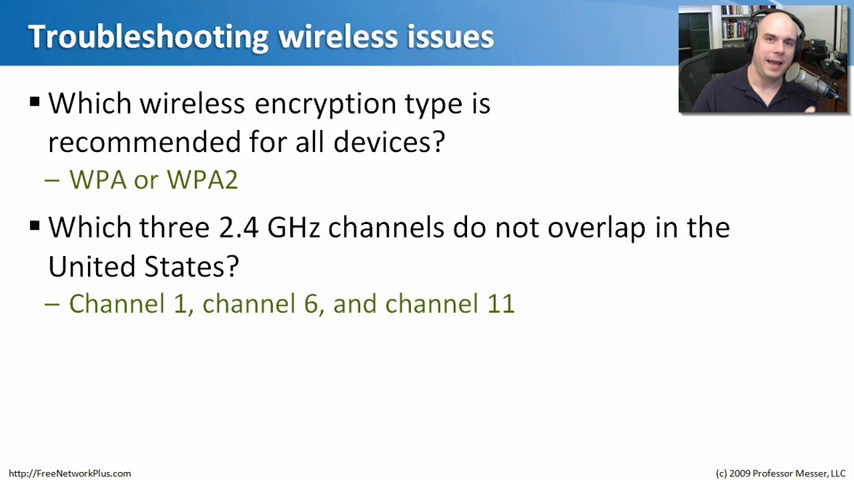 Troubleshooting wireless issues
▪ Which wireless encryption type is
recommended for all devices?
– WPA or WPA2
▪ Which three 2.4 GHz channels do not overlap in the
United States?
– Channel 1, channel 6, and channel 11
http://FreeNetworkPlus.com
(c) 2009 Professor Messer, LLC